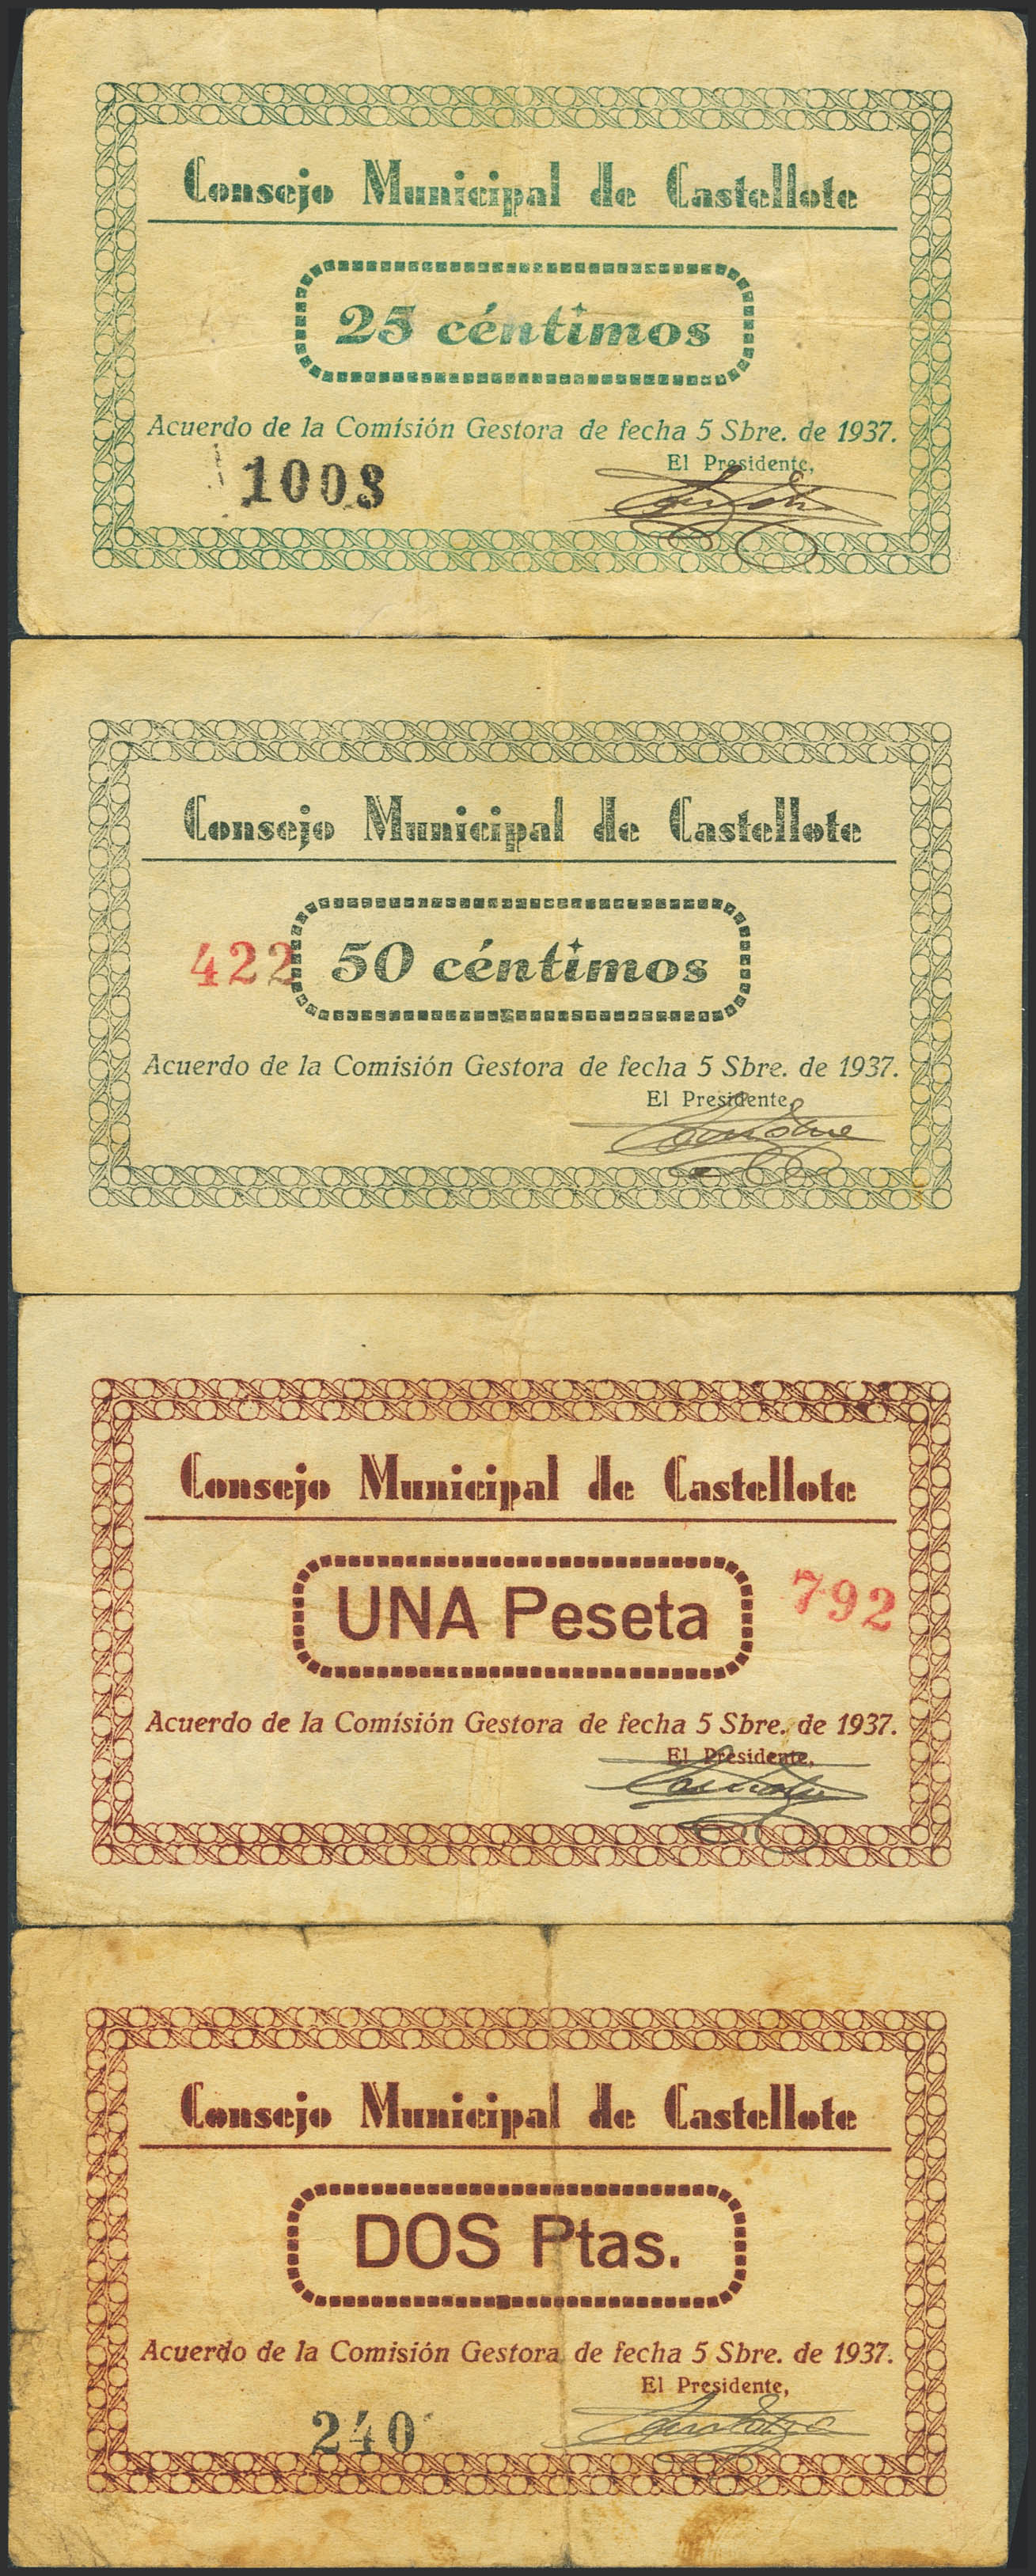 Consejo Municipal de Castellote
25 céntimos
Acuerdo de la Comisión Gestora de fecha 5 Sbre. de 1937.
El Presidente,
1003
Consejo Municipal de Castellote
422
50 céntimos
Acuerdo de la Comisión Gestora de fecha 5 Sbre. de 1937.
El Presidente,
Consejo Municipal de Castellote
UNA Peseta
792
Acuerdo de la Comisión Gestora de fecha 5 Sbre. de 1937.
El Presidente,
Consejo Municipal de Castellote
DOS Ptas.
Acuerdo de la Comisión Gestora de fecha 5 Sbre. de 1937.
El Presidente,
240